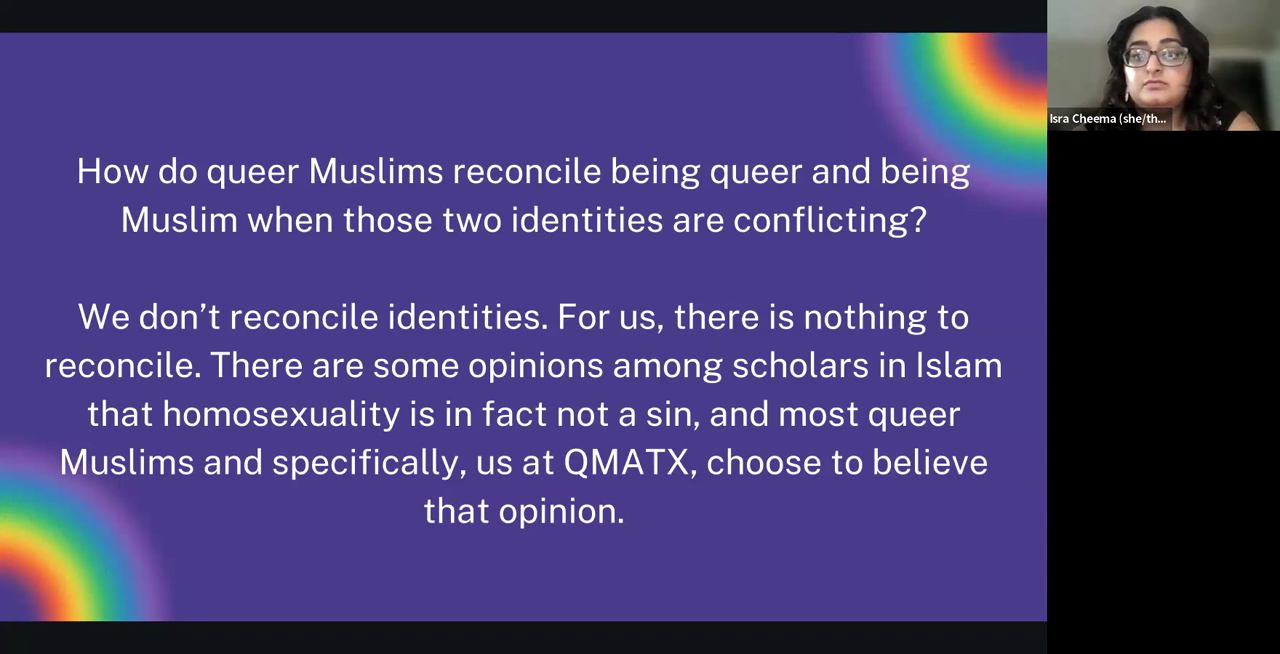 How do queer Muslims reconcile being queer and being
Muslim when those two identities are conflicting?
We don’t reconcile identities. For us, there is nothing to
reconcile. There are some opinions among scholars in Islam
that homosexuality is in fact not a sin, and most queer
Muslims and specifically, us at QMATX, choose to believe
that opinion.
Isra Cheema (she/th...